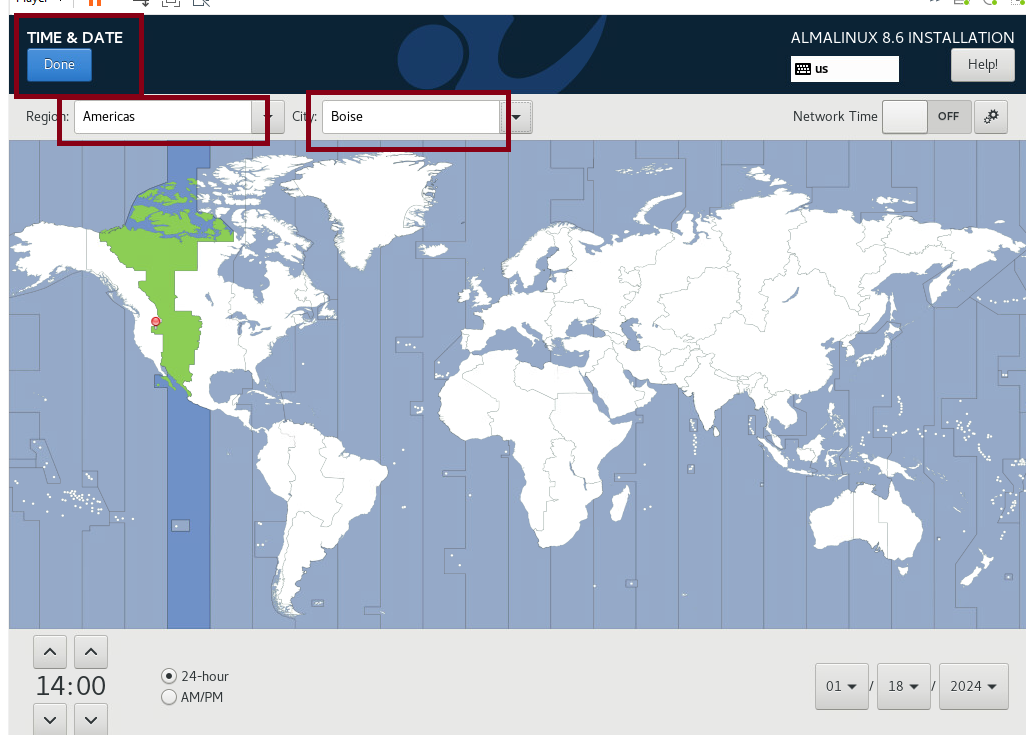 Player
TIME & DATE
ALMALINUX 8.6 INSTALLATION
Done
us
Help!
Region:
Americas
City:
Boise
Network Time
OFF
14:00
24-hour
AM/PM
01 / 18 / 2024